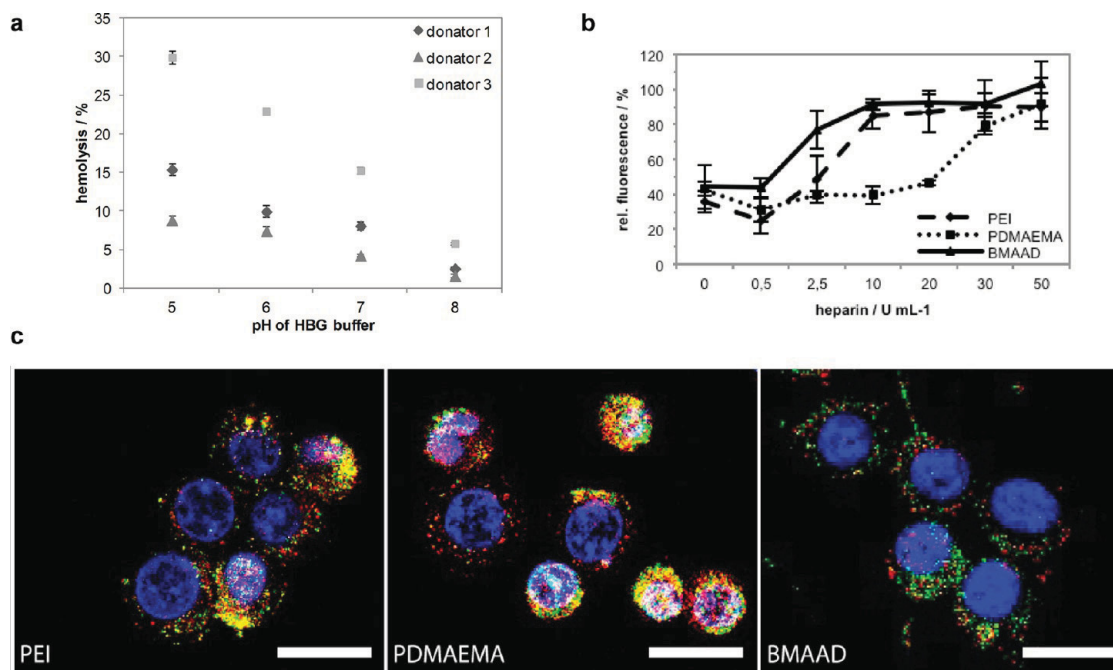 a
35
30
25
20
15
10
5
0
hemolysis / %
5
6
7
8
pH of HBG buffer
donator 1
donator 2
donator 3
b
120
100
80
60
40
20
0
rel. fluorescence / %
0
0,5
2,5
10
20
30
50
heparin / U mL-1
PEI
PDMAEMA
BMAAD
c
PEI
PDMAEMA
BMAAD